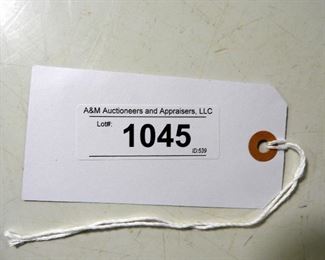 A&M Auctioneers and Appraisers, LLC
Lot#:
1045
ID:539